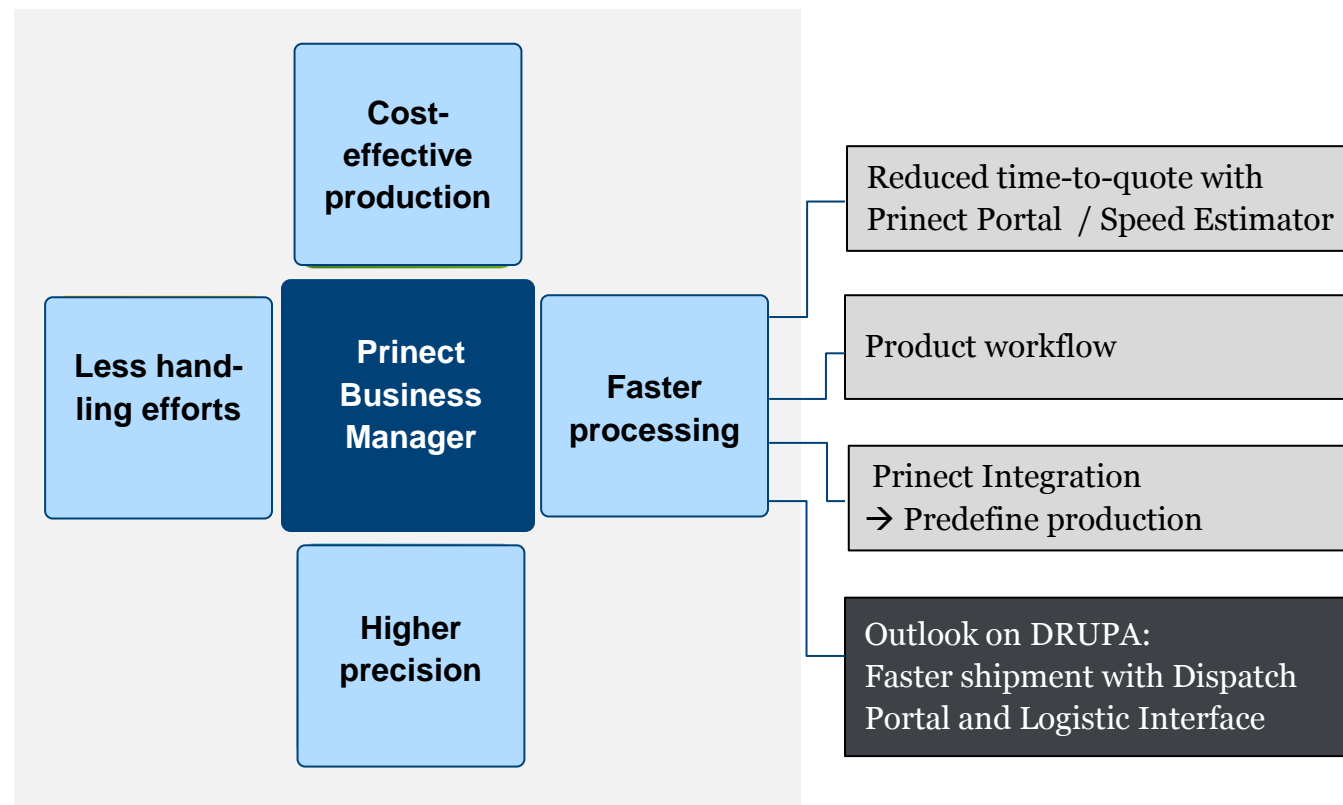 Cost-
effective
production
Less hand-
ling efforts
Prinect
Business
Manager
Faster
processing
Higher
precision
Reduced time-to-quote with
Prinect Portal / Speed Estimator
Product workflow
Prinect Integration
→ Predefine production
Outlook on DRUPA:
Faster shipment with Dispatch
Portal and Logistic Interface